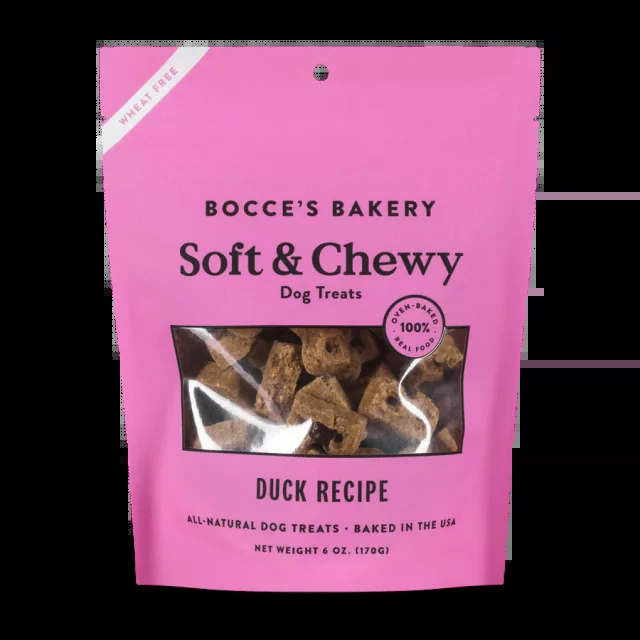 WHEAT FREE
BOCCE'S BAKERY
Soft & Chewy
Dog Treats
OVEN-BAKED
100%
REAL FOOD
DUCK RECIPE
ALL-NATURAL DOG TREATS • BAKED IN THE USA
NET WEIGHT 6 OZ. (170G)